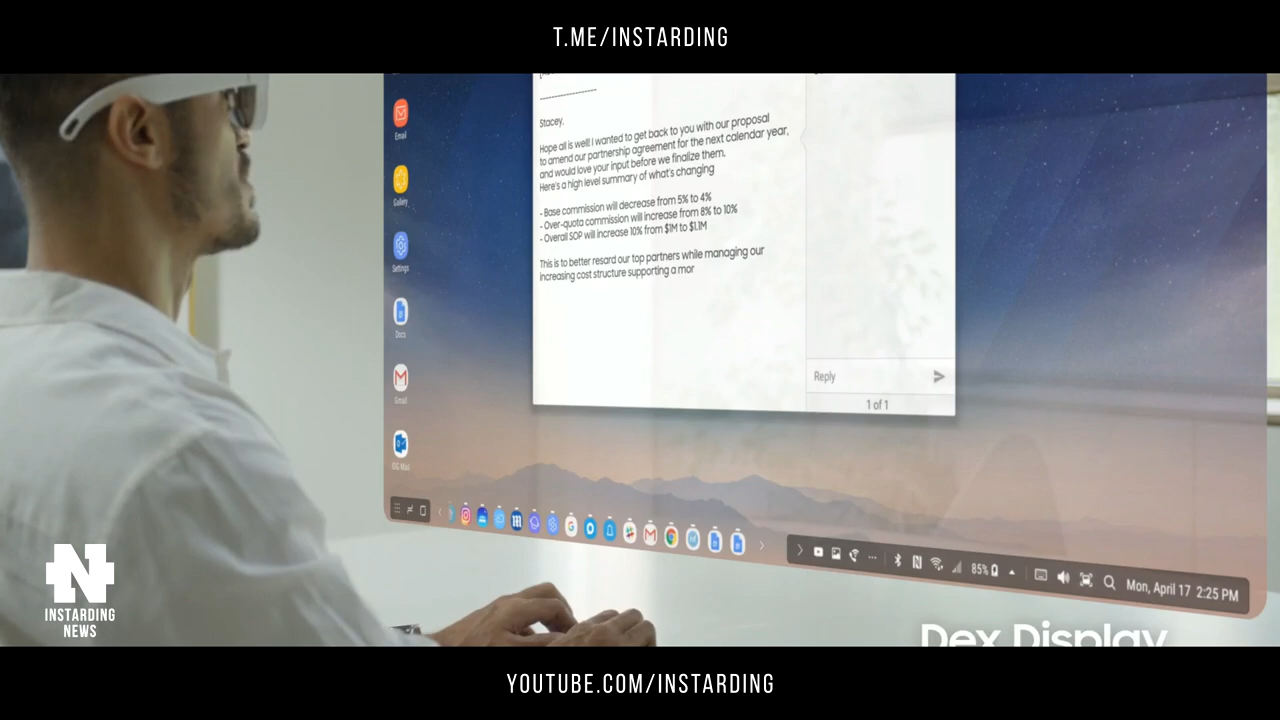 T.ME/INSTARDING
Stacey,
Hope all is well! I wanted to get back to you with our proposal
to amend our partnership agreement for the next calendar year,
and would love your input before we finalize them.
Here's a high level summary of what's changing
- Base commission will decrease from 5% to 4%
- Over-quota commission will increase from 8% to 10%
- Overall SOP will increase 10% from $1M to $1.1M
This is to better resard our top partners while managing our
increasing cost structure supporting a mor
Reply
1 of 1
Email
Gallery
Settings
Docs
Gmail
OG Mail
85%
Mon, April 17 2:25 PM
Dex Display
N
INSTARDING
NEWS
YOUTUBE.COM/INSTARDING